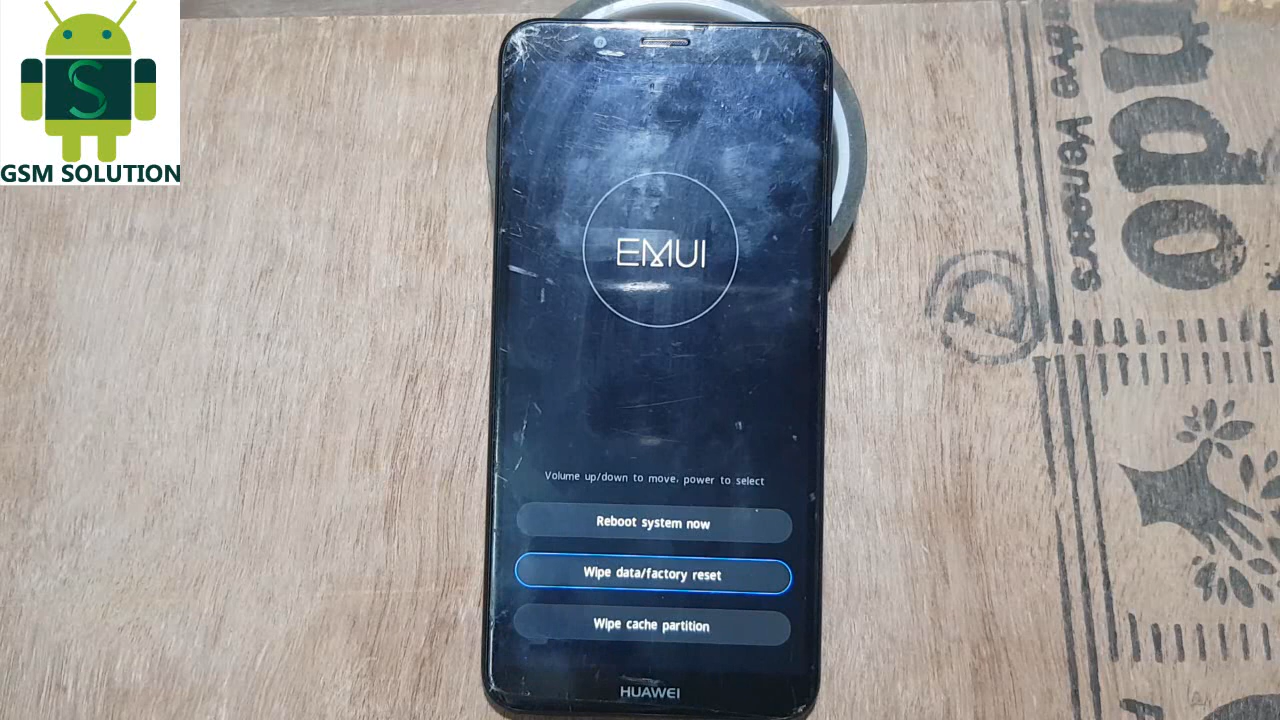 S
GSM SOLUTION
EMUI
Volume up/down to move, power to select
Reboot system now
Wipe data/factory reset
Wipe cache partition
HUAWEI